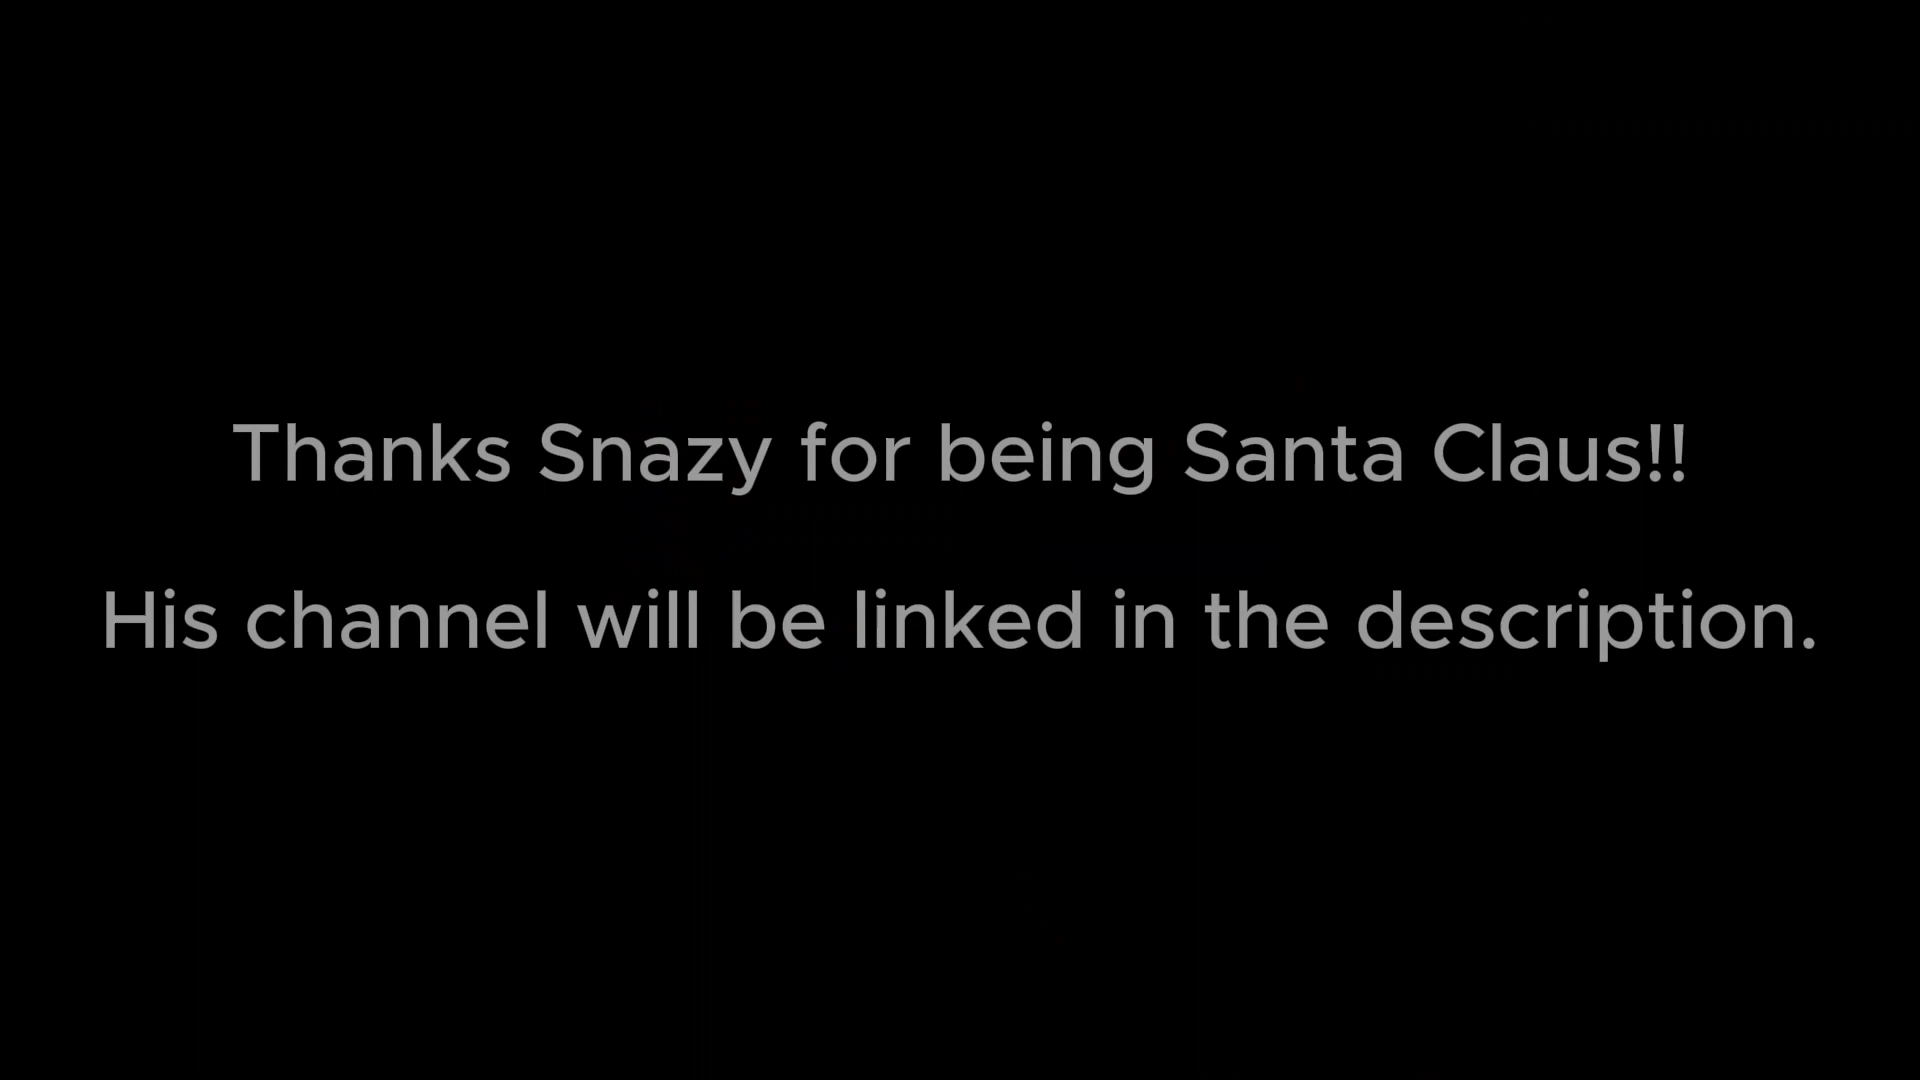 Thanks Snazy for being Santa Claus!!
His channel will be linked in the description.